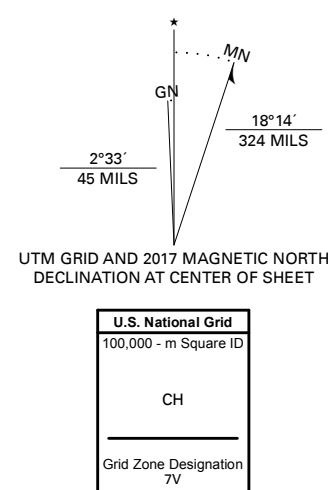 ★
MN
GN
18°14´
324 MILS
2°33´
45 MILS
UTM GRID AND 2017 MAGNETIC NORTH
DECLINATION AT CENTER OF SHEET
U.S. National Grid
100,000 - m Square ID
CH
Grid Zone Designation
7V